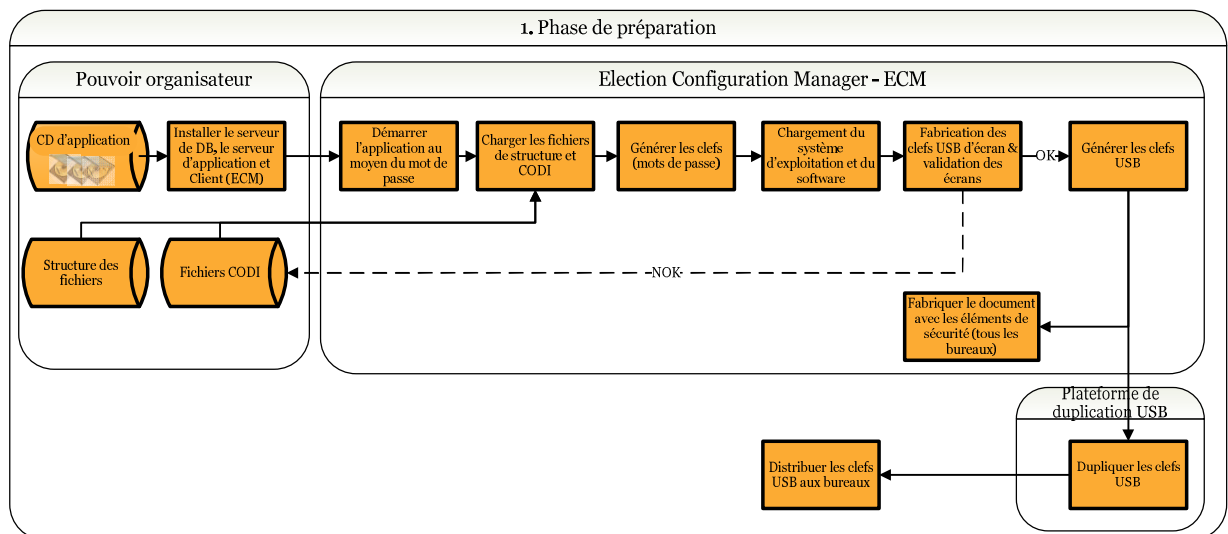 1. Phase de préparation
Pouvoir organisateur
Election Configuration Manager - ECM
CD d'application
Installer le serveur
de DB, le serveur
d'application et
Client (ECM)
Démarrer
l'application au
moyen du mot de
passe
Charger les fichiers
de structure et
CODI
Générer les clefs
(mots de passe)
Chargement du
système
d'exploitation et du
software
Fabrication des
clefs USB d'écran &
validation des
écrans
OK
Générer les clefs
USB
Structure des
fichiers
Fichiers CODI
NOK
Fabriquer le document
avec les éléments de
sécurité (tous les
bureaux)
Plateforme de
duplication USB
Distribuer les clefs
USB aux bureaux
Dupliquer les clefs
USB